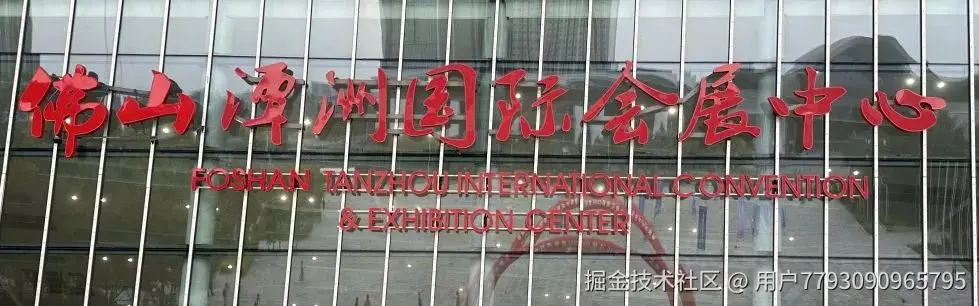 佛山潭洲国际会展中心
FOSHAN TANZHOU INTERNATIONAL CONVENTION
& EXHIBITION CENTER
掘金技术社区 @ 用户7793090965795